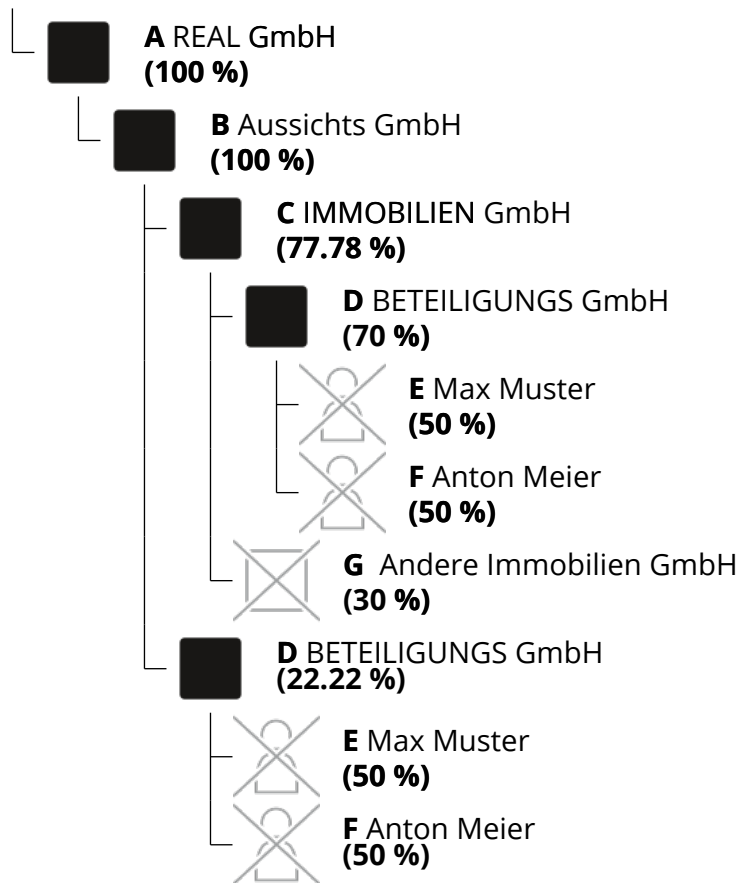 A REAL GmbH
(100 %)
B Aussichts GmbH
(100 %)
C IMMOBILIEN GmbH
(77.78 %)
D BETEILIGUNGS GmbH
(70 %)
E Max Muster
(50 %)
F Anton Meier
(50 %)
G Andere Immobilien GmbH
(30 %)
D BETEILIGUNGS GmbH
(22.22 %)
E Max Muster
(50 %)
F Anton Meier
(50 %)